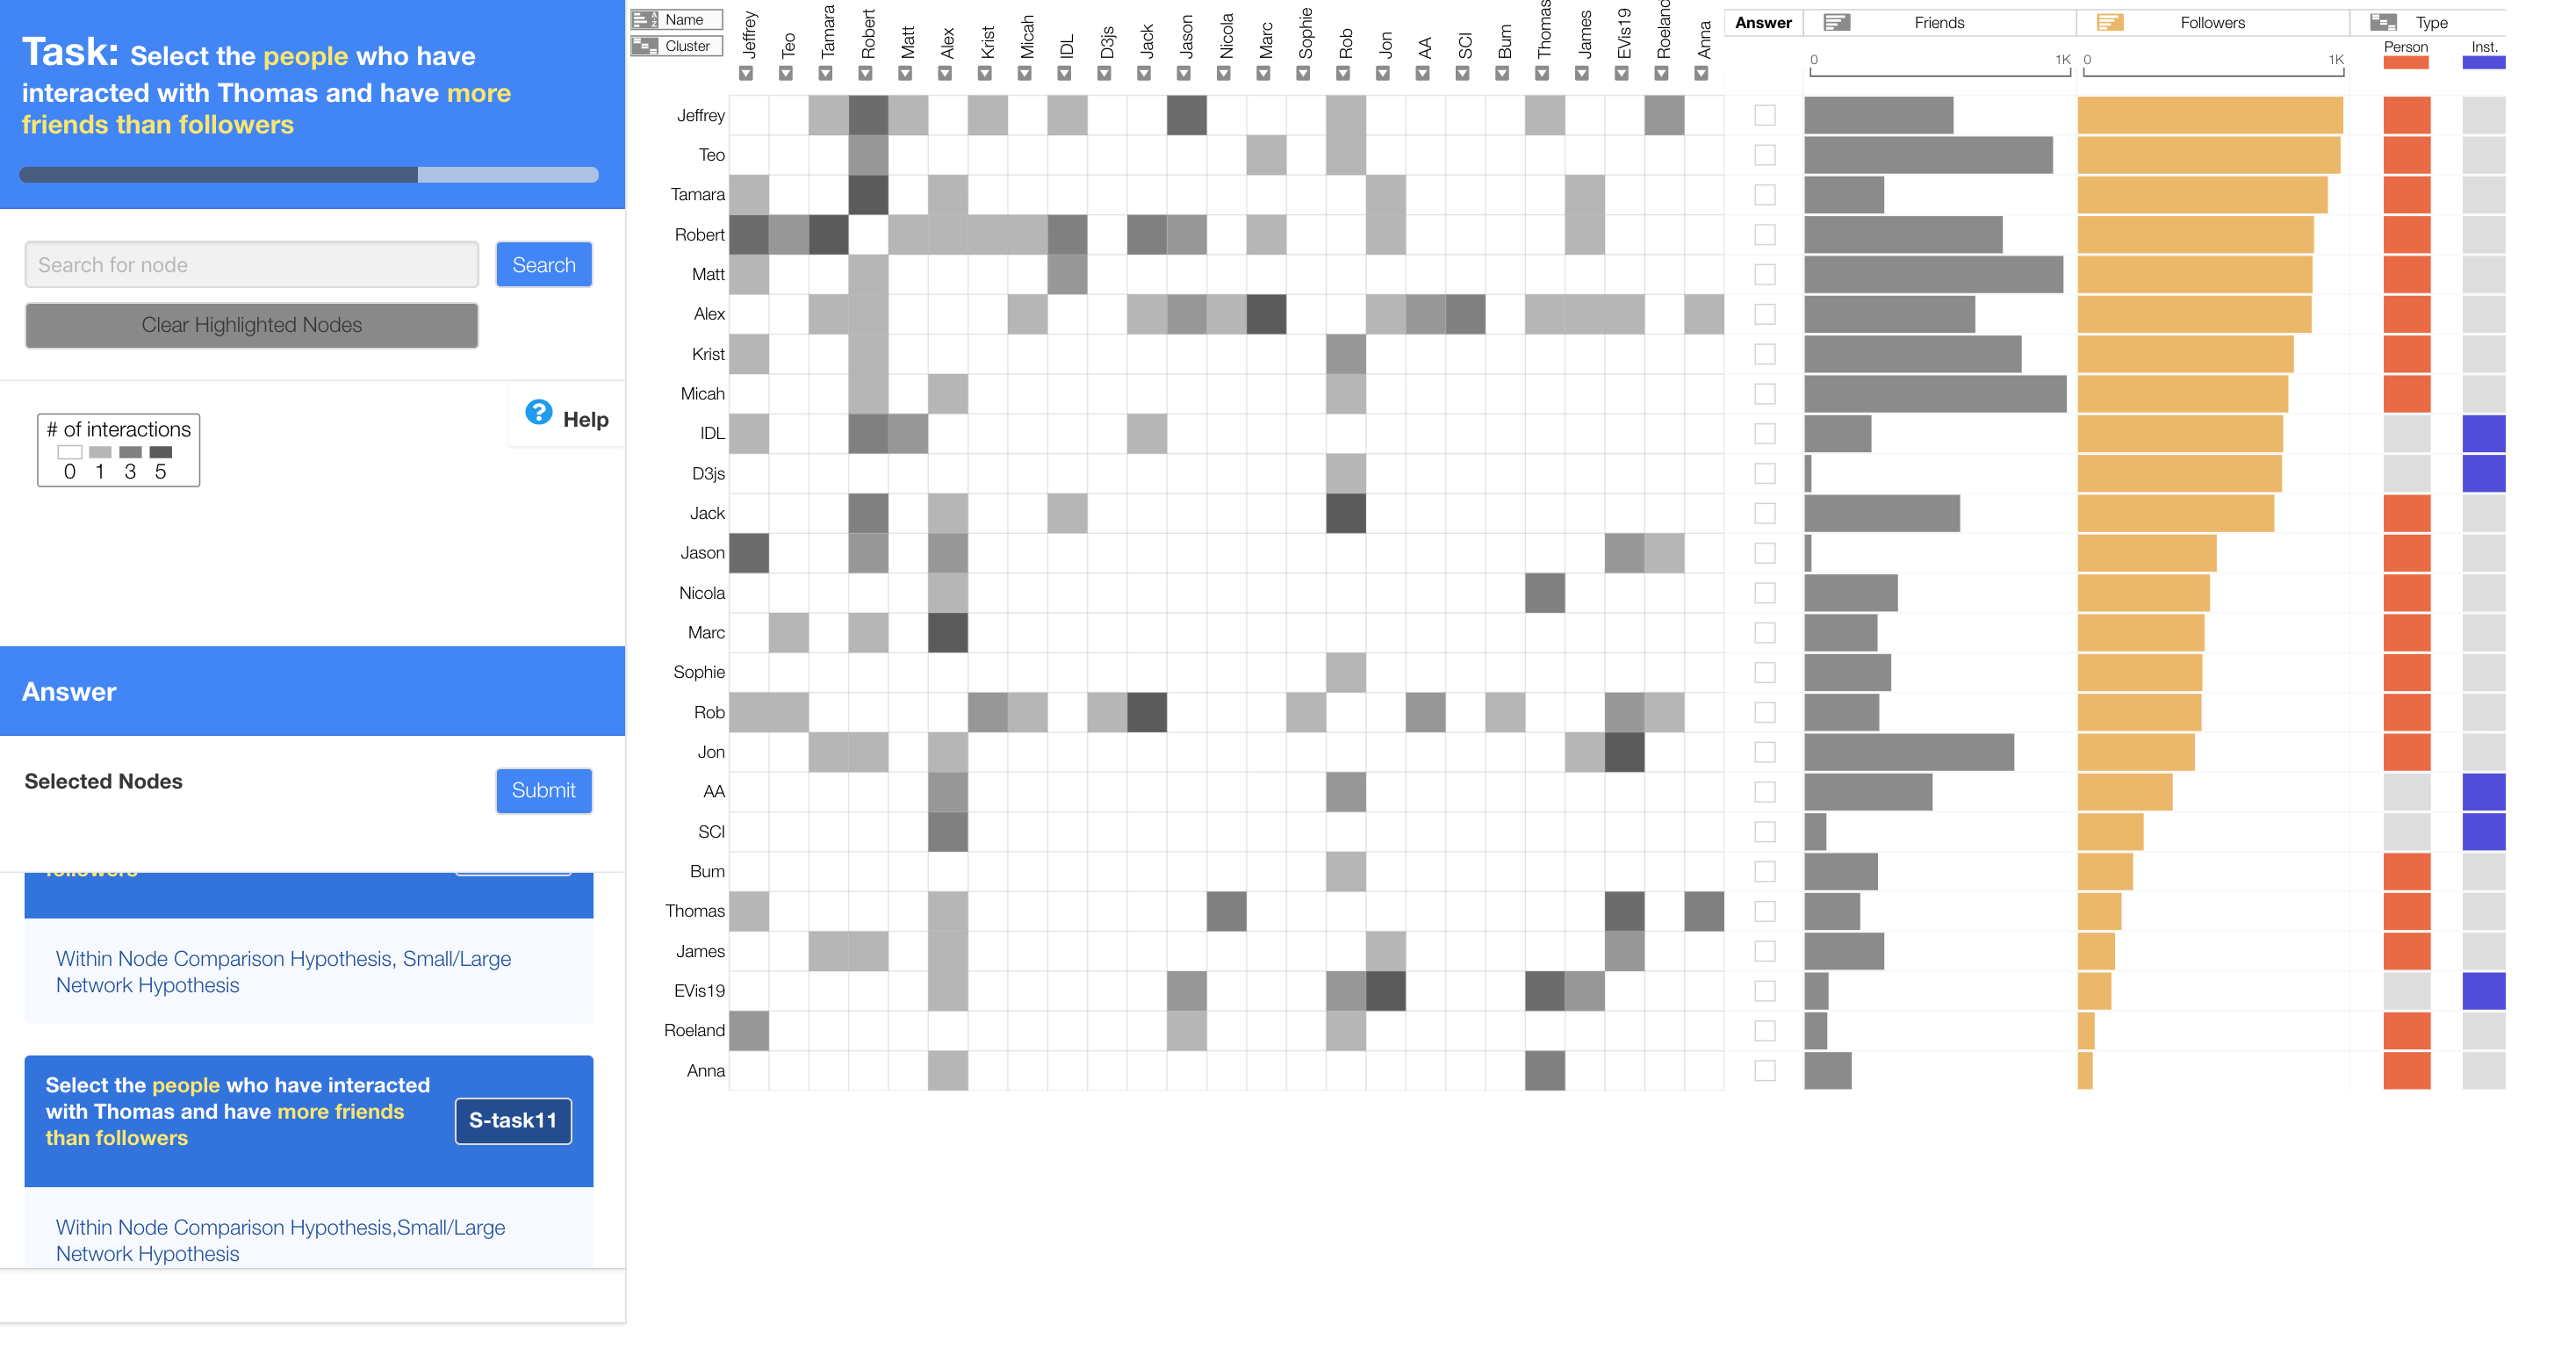 Task: Select the people who have
interacted with Thomas and have more
friends than followers
Search for node
Search
Clear Highlighted Nodes
Help
# of interactions
0 1 3 5
Answer
Selected Nodes
Submit
followers
Within Node Comparison Hypothesis, Small/Large
Network Hypothesis
Select the people who have interacted
with Thomas and have more friends
than followers
S-task11
Within Node Comparison Hypothesis,Small/Large
Network Hypothesis
Name
Cluster
Jeffrey
Teo
Tamara
Robert
Matt
Alex
Krist
Micah
IDL
D3js
Jack
Jason
Nicola
Marc
Sophie
Rob
Jon
AA
SCI
Bum
Thomas
James
EVis19
Roeland
Anna
Answer
Friends
Followers
Type
0 1K
0 1K
Person
Inst.
Jeffrey
Teo
Tamara
Robert
Matt
Alex
Krist
Micah
IDL
D3js
Jack
Jason
Nicola
Marc
Sophie
Rob
Jon
AA
SCI
Bum
Thomas
James
EVis19
Roeland
Anna